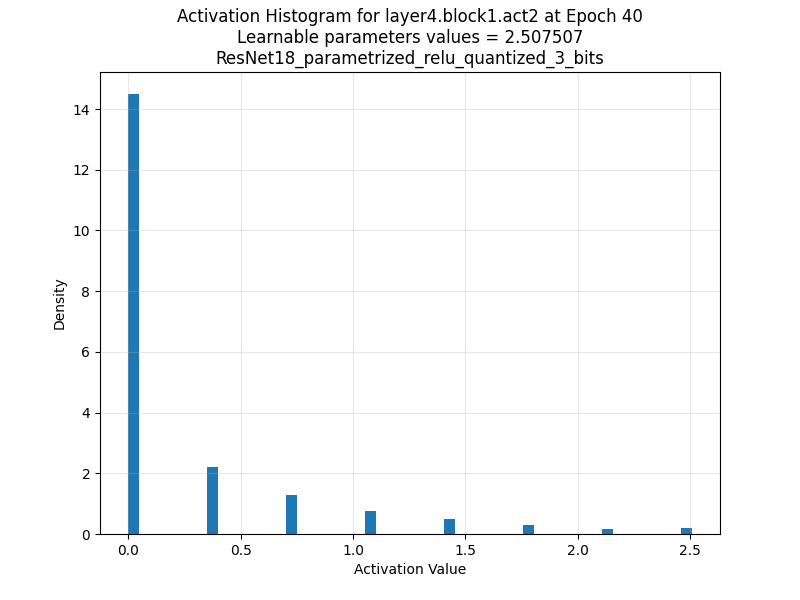 Activation Histogram for layer4.block1.act2 at Epoch 40
Learnable parameters values = 2.507507
ResNet18_parametrized_relu_quantized_3_bits
14
12
10
8
6
4
2
0
Density
0.0 0.5 1.0 1.5 2.0 2.5
Activation Value